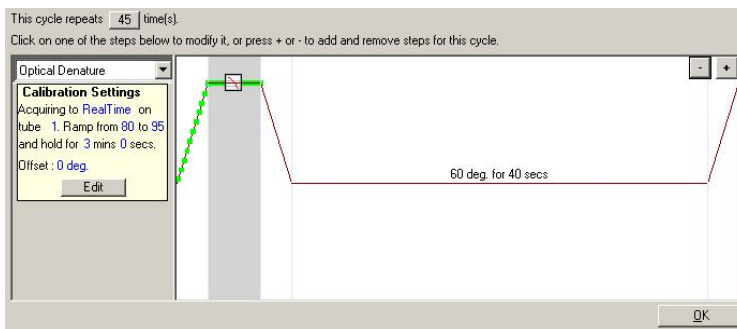 This cycle repeats 45 time(s).
Click on one of the steps below to modify it, or press + or - to add and remove steps for this cycle.
Optical Denature
- +
Calibration Settings
Acquiring to RealTime on
tube 1. Ramp from 80 to 95
and hold for 3 mins 0 secs.
Offset : 0 deg.
Edit
60 deg. for 40 secs
OK